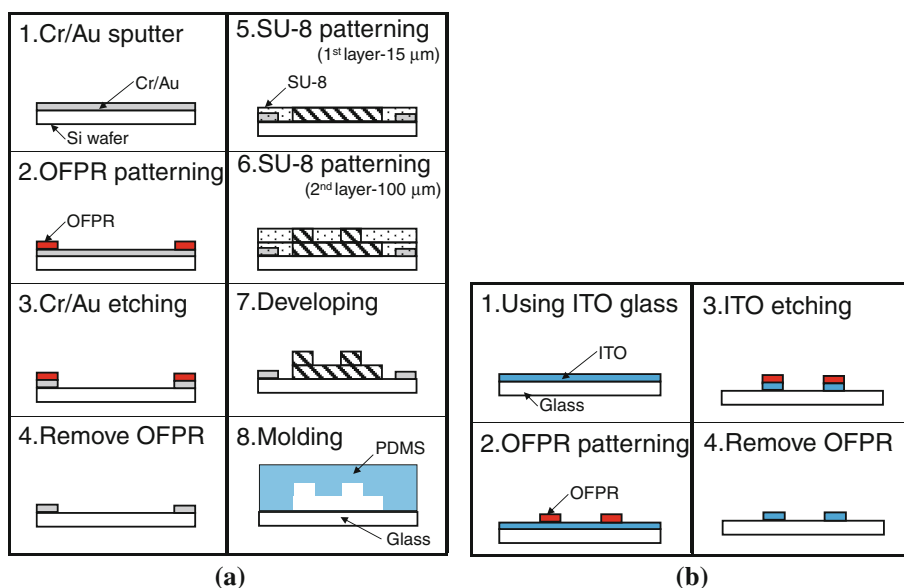 1.Cr/Au sputter
Cr/Au
Si wafer
2.OFPR patterning
OFPR
3.Cr/Au etching
4.Remove OFPR
5.SU-8 patterning
(1st layer-15 μm)
SU-8
6.SU-8 patterning
(2nd layer-100 μm)
7.Developing
8.Molding
PDMS
Glass
(a)
1.Using ITO glass
ITO
Glass
2.OFPR patterning
OFPR
3.ITO etching
4.Remove OFPR
(b)